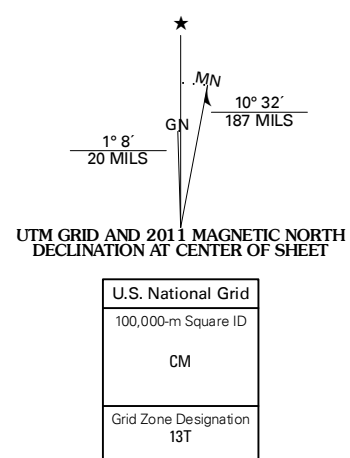 ★
MN
GN
10° 32´
187 MILS
1° 8´
20 MILS
UTM GRID AND 2011 MAGNETIC NORTH
DECLINATION AT CENTER OF SHEET
U.S. National Grid
100,000-m Square ID
CM
Grid Zone Designation
13T